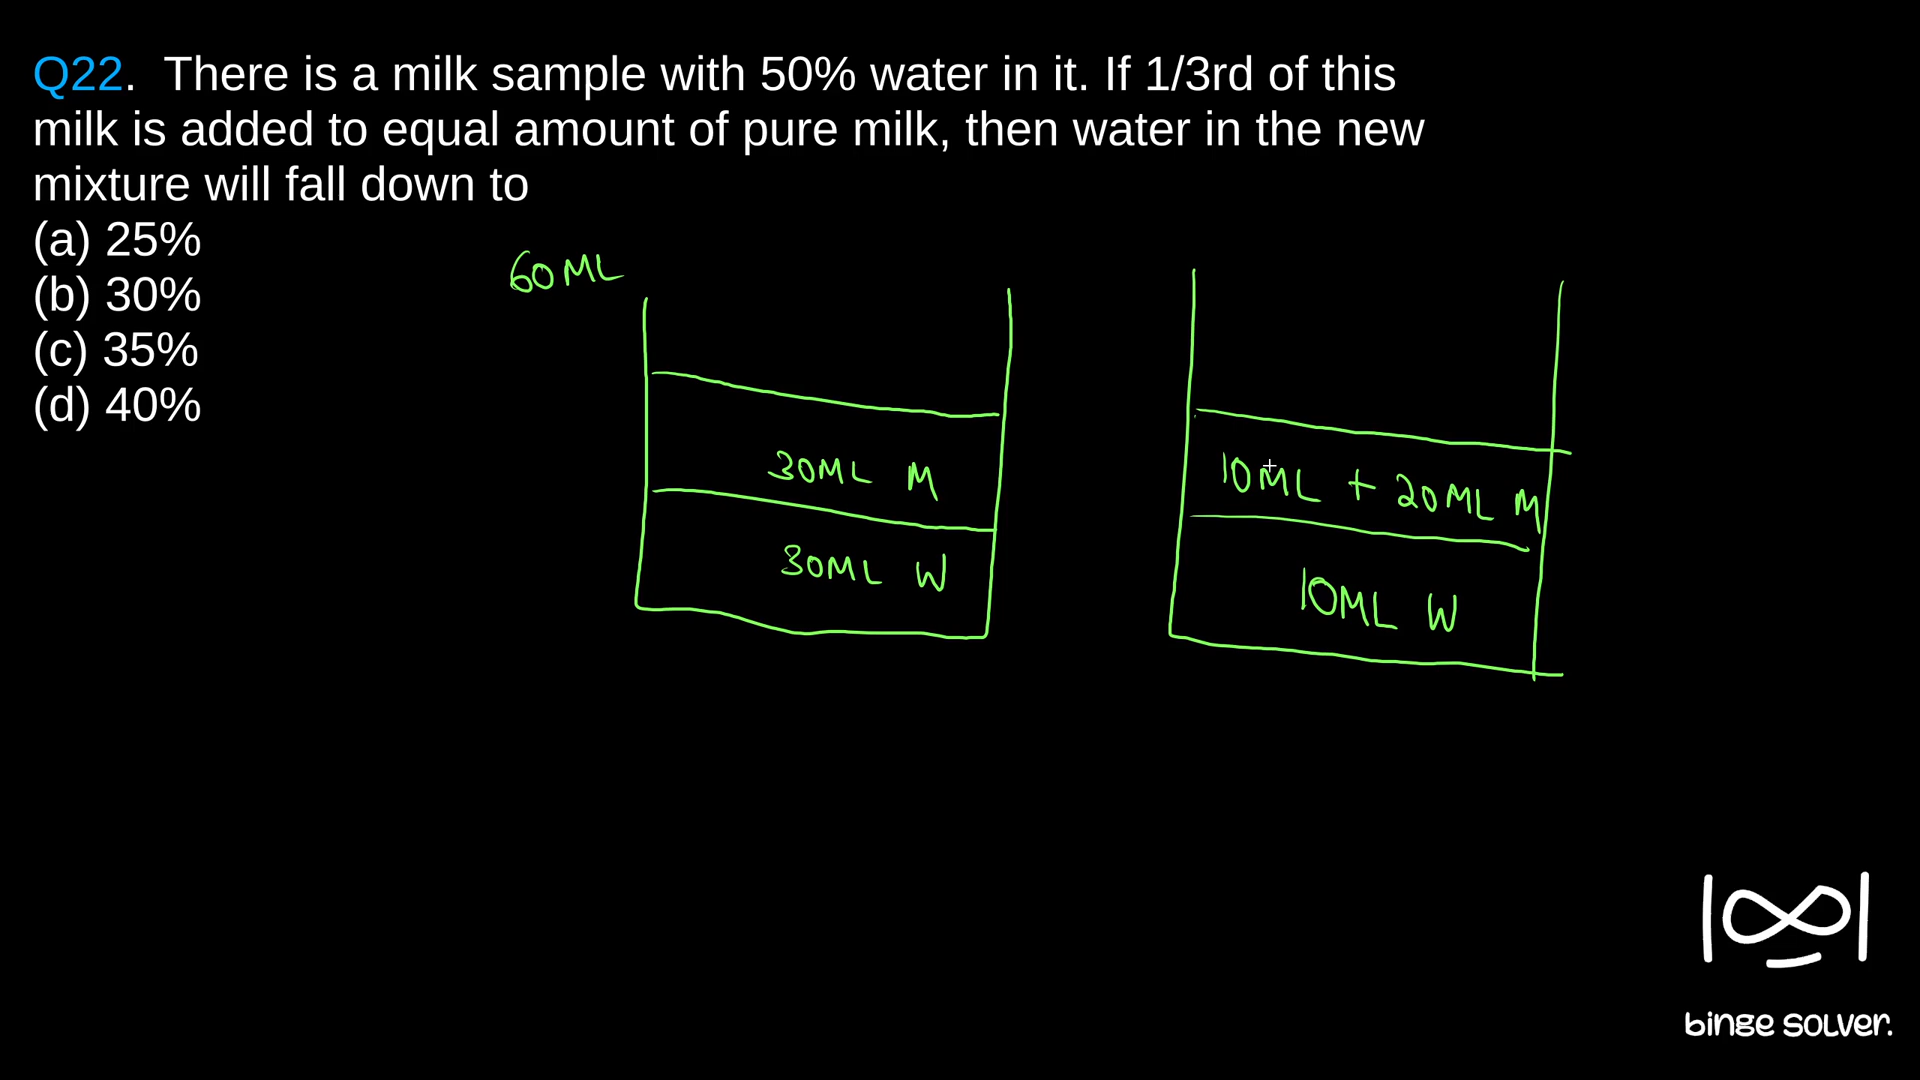 Q22. There is a milk sample with 50% water in it. If 1/3rd of this
milk is added to equal amount of pure milk, then water in the new
mixture will fall down to
(a) 25%
(b) 30%
(c) 35%
(d) 40%
60ML
30ML M
30ML W
10ML + 20ML M
10ML W
binge solver.